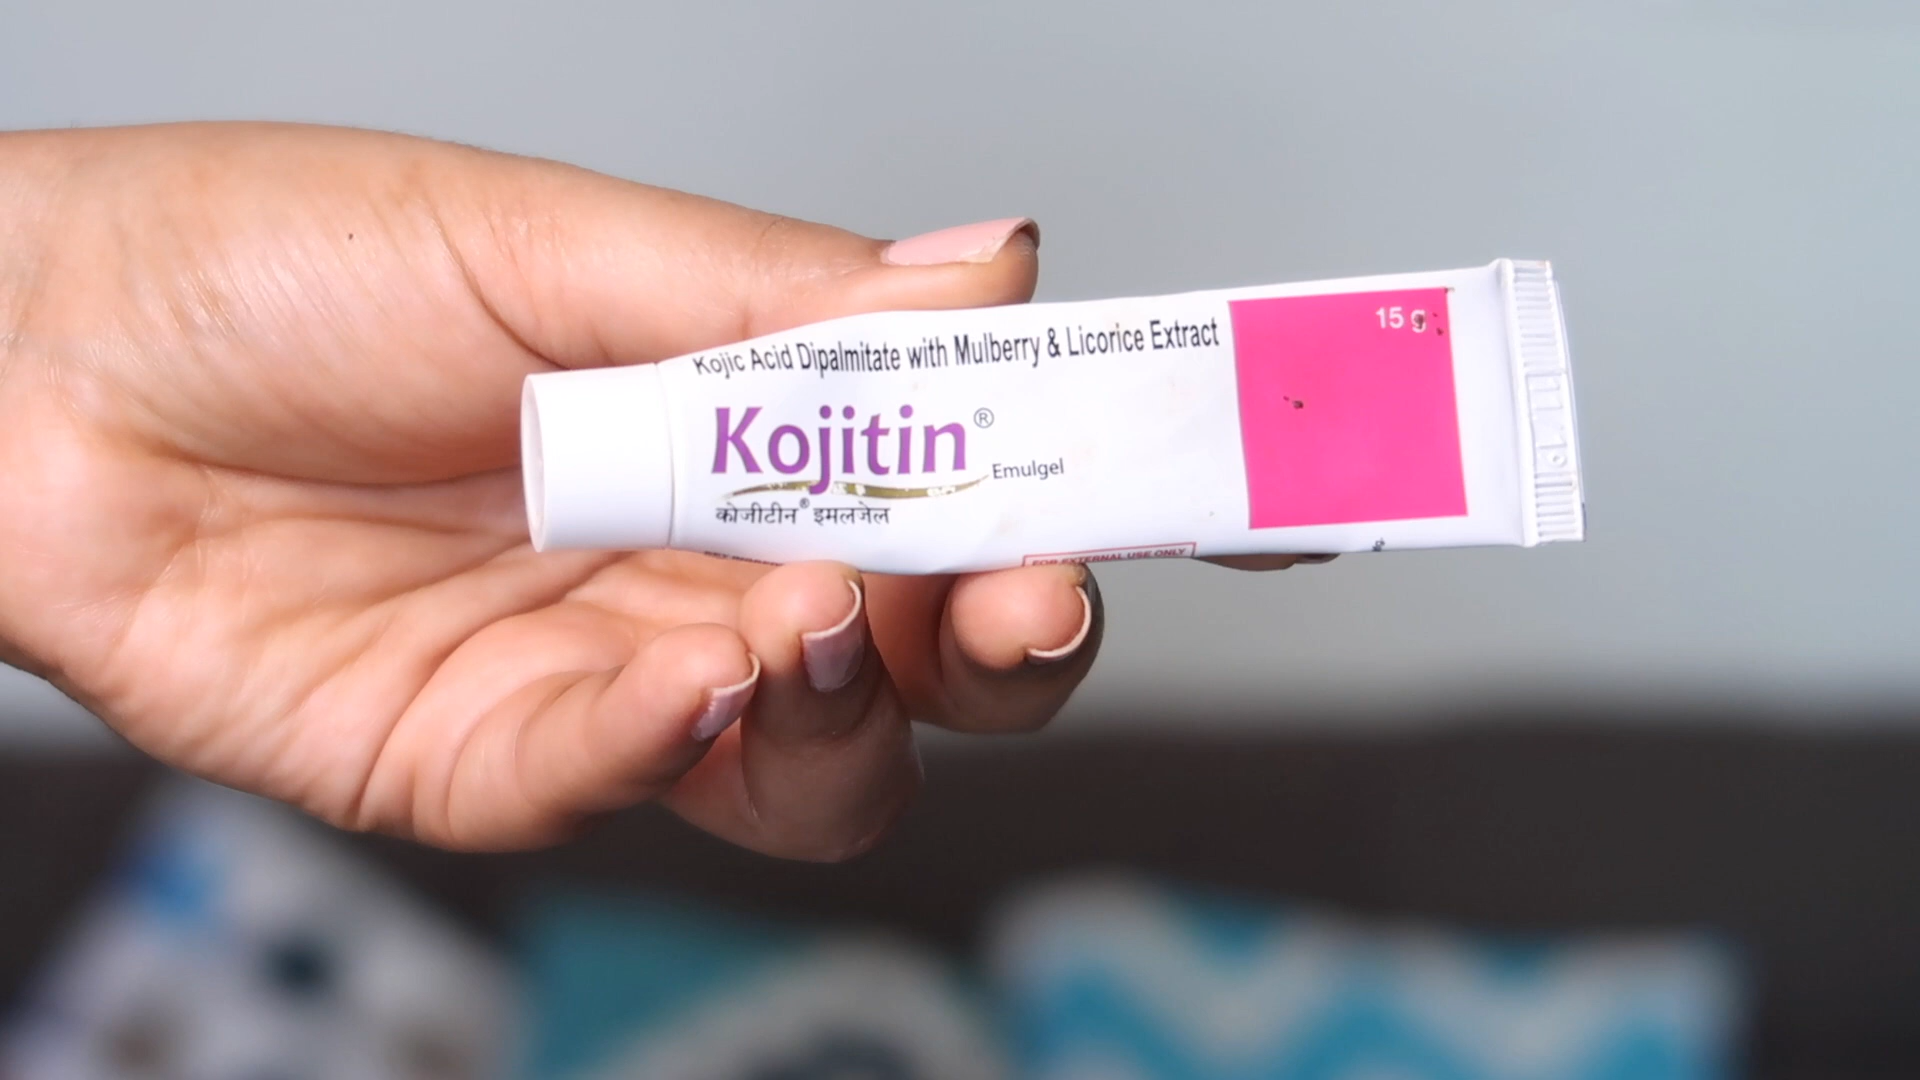 Kojic Acid Dipalmitate with Mulberry & Licorice Extract
15 g
Kojitin®
Emulgel
कोजीटीन® इमलजेल
FOR EXTERNAL USE ONLY